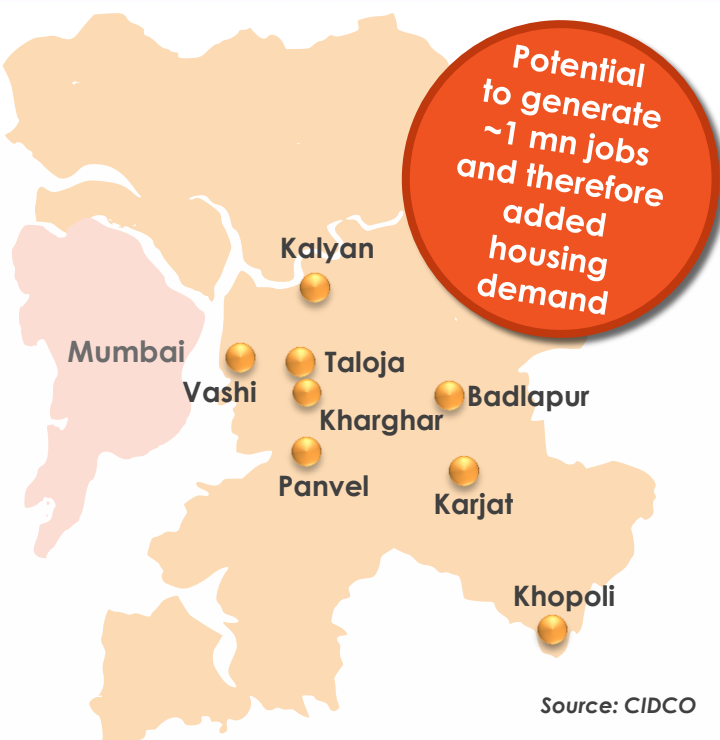 Potential
to generate
~1 mn jobs
and therefore
added
housing
demand
Kalyan
Mumbai
Taloja
Vashi
Badlapur
Kharghar
Panvel
Karjat
Khopoli
Source: CIDCO